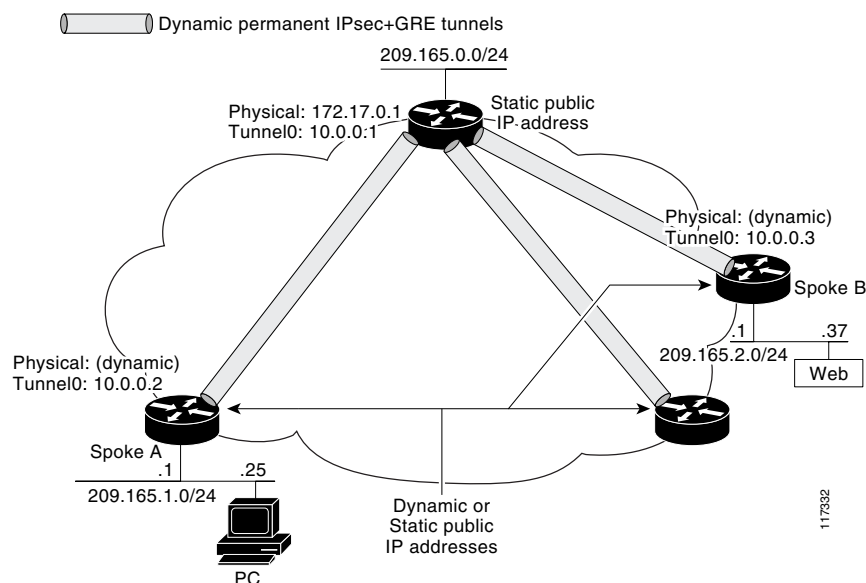 Dynamic permanent IPsec+GRE tunnels
209.165.0.0/24
Physical: 172.17.0.1
Tunnel0: 10.0.0:1
Static public
IP address
Physical: (dynamic)
Tunnel0: 10.0.0.3
Spoke B
.1
.37
209.165.2.0/24
Web
Physical: (dynamic)
Tunnel0: 10.0.0.2
Spoke A
.1
.25
209.165.1.0/24
PC
Dynamic or
Static public
IP addresses
117332